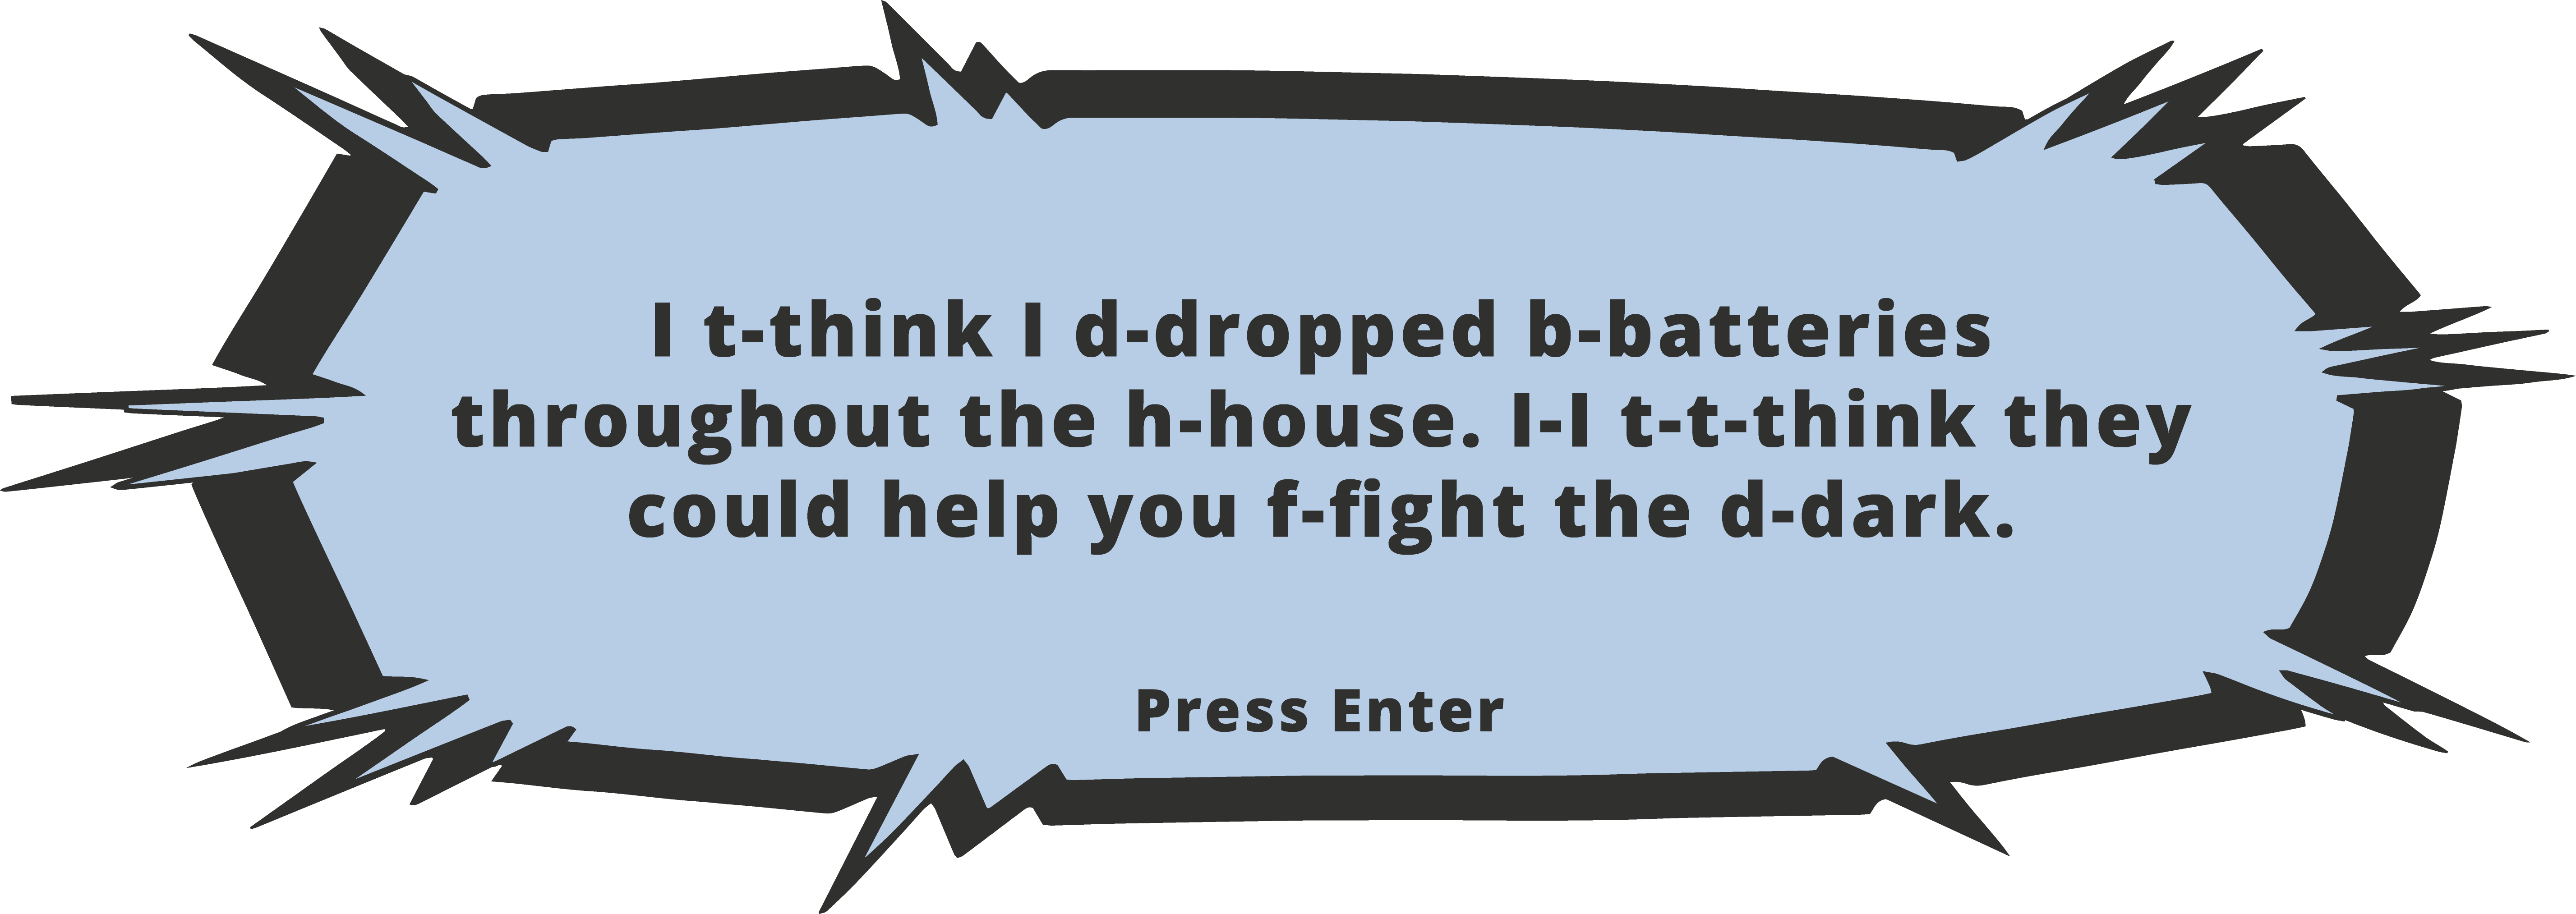 I t-think I d-dropped b-batteries
throughout the h-house. I-I t-t-think they
could help you f-fight the d-dark.
Press Enter